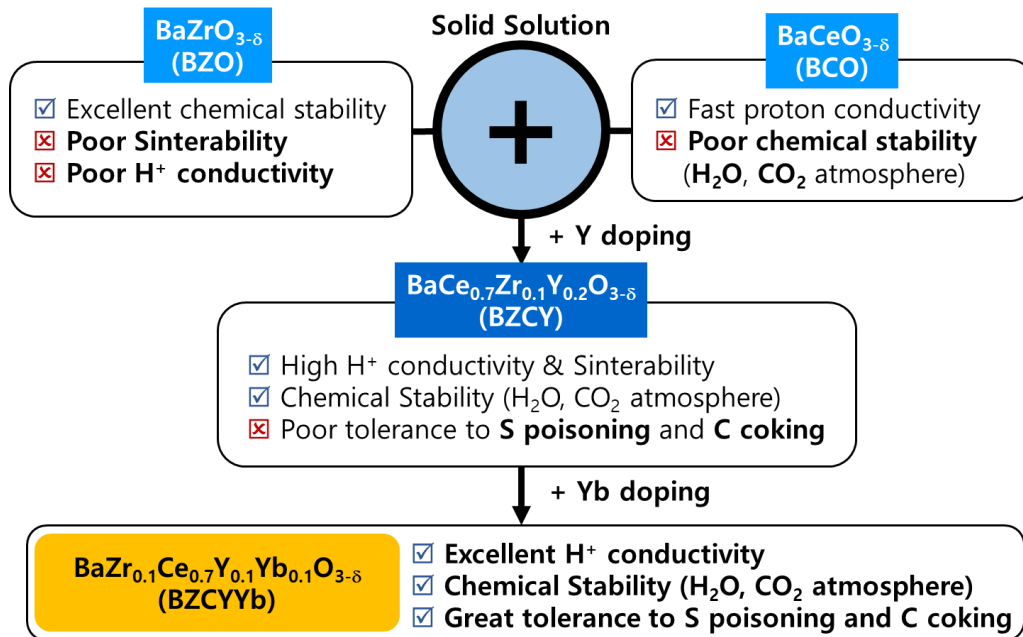 BaZrO₃₋δ
(BZO)
☑ Excellent chemical stability
☒ Poor Sinterability
☒ Poor H⁺ conductivity
Solid Solution
+
BaCeO₃₋δ
(BCO)
☑ Fast proton conductivity
☒ Poor chemical stability
(H₂O, CO₂ atmosphere)
+ Y doping
BaCe₀.₇Zr₀.₁Y₀.₂O₃₋δ
(BZCY)
☑ High H⁺ conductivity & Sinterability
☑ Chemical Stability (H₂O, CO₂ atmosphere)
☒ Poor tolerance to S poisoning and C coking
+ Yb doping
BaZr₀.₁Ce₀.₇Y₀.₁Yb₀.₁O₃₋δ
(BZCYYb)
☑ Excellent H⁺ conductivity
☑ Chemical Stability (H₂O, CO₂ atmosphere)
☑ Great tolerance to S poisoning and C coking